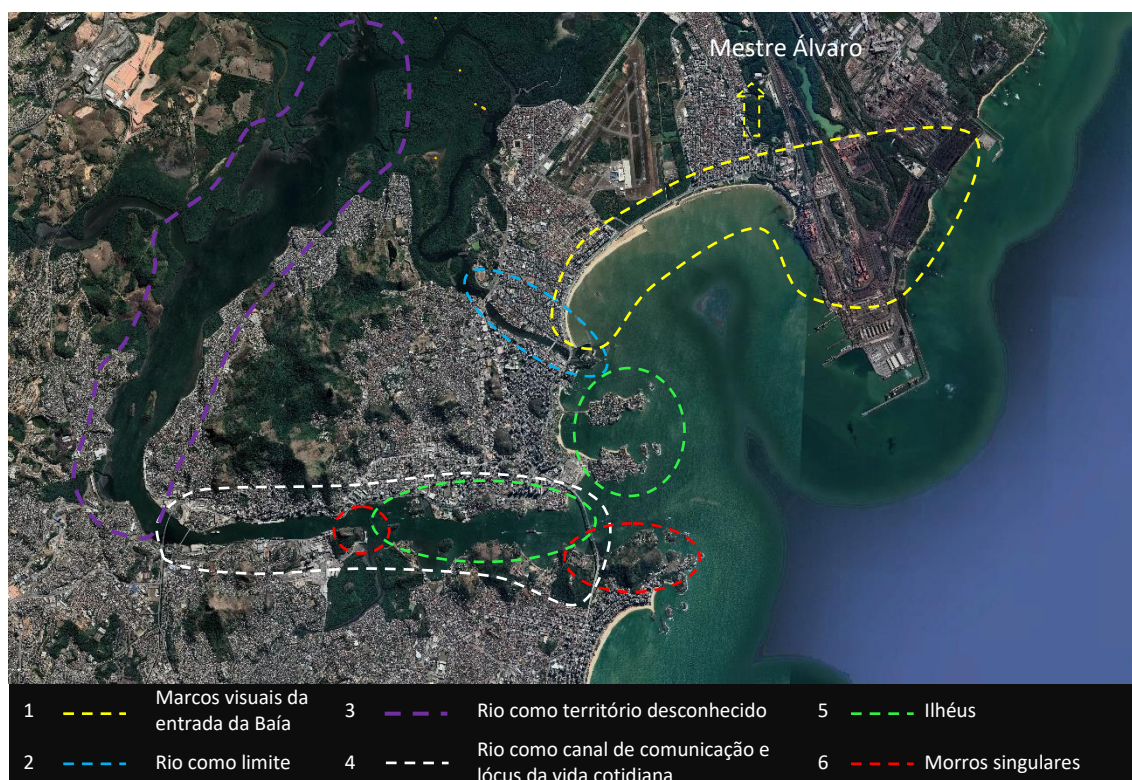 Mestre Álvaro
1 Marcos visuais da
entrada da Baía
2 Rio como limite
3 Rio como território desconhecido
4 Rio como canal de comunicação e
lócus da vida cotidiana
5 Ilhéus
6 Morros singulares